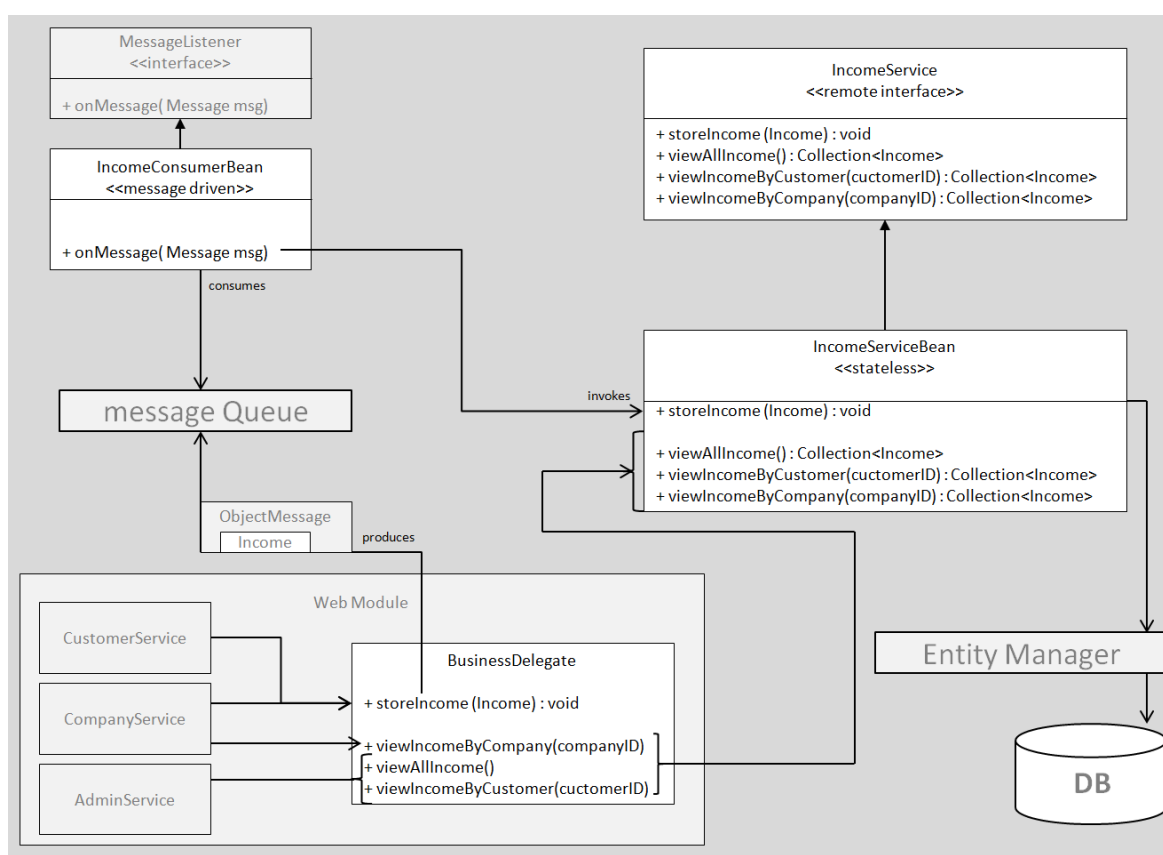 MessageListener
<<interface>>
+ onMessage( Message msg)
IncomeConsumerBean
<<message driven>>
+ onMessage( Message msg)
consumes
message Queue
ObjectMessage
Income
produces
IncomeService
<<remote interface>>
+ storeIncome (Income) : void
+ viewAllIncome() : Collection<Income>
+ viewIncomeByCustomer(cuctomerID) : Collection<Income>
+ viewIncomeByCompany(companyID) : Collection<Income>
IncomeServiceBean
<<stateless>>
invokes
+ storeIncome (Income) : void
+ viewAllIncome() : Collection<Income>
+ viewIncomeByCustomer(cuctomerID) : Collection<Income>
+ viewIncomeByCompany(companyID) : Collection<Income>
Web Module
CustomerService
CompanyService
AdminService
BusinessDelegate
+ storeIncome (Income) : void
+ viewIncomeByCompany(companyID)
+ viewAllIncome()
+ viewIncomeByCustomer(cuctomerID)
Entity Manager
DB